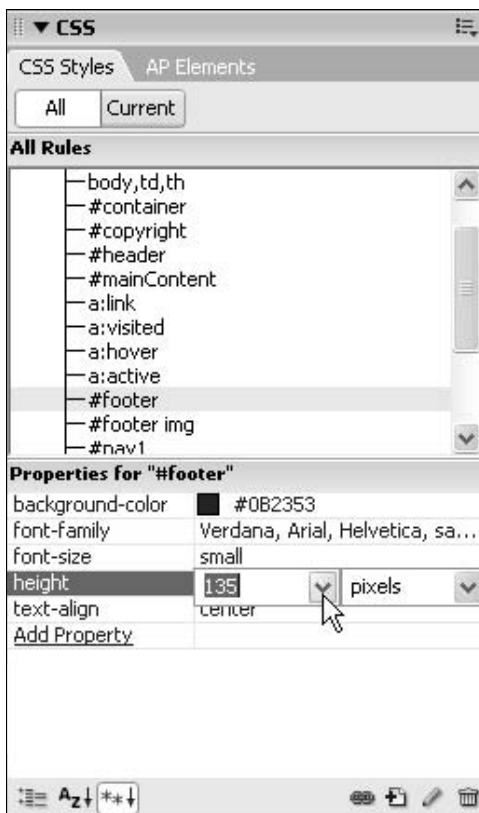 CSS
CSS Styles AP Elements
All Current
All Rules
body,td,th
#container
#copyright
#header
#mainContent
a:link
a:visited
a:hover
a:active
#footer
#footer img
#nav1
Properties for "#footer"
background-color #0B2353
font-family Verdana, Arial, Helvetica, sa...
font-size small
height 135 pixels
text-align center
Add Property
AZ↓ **↓